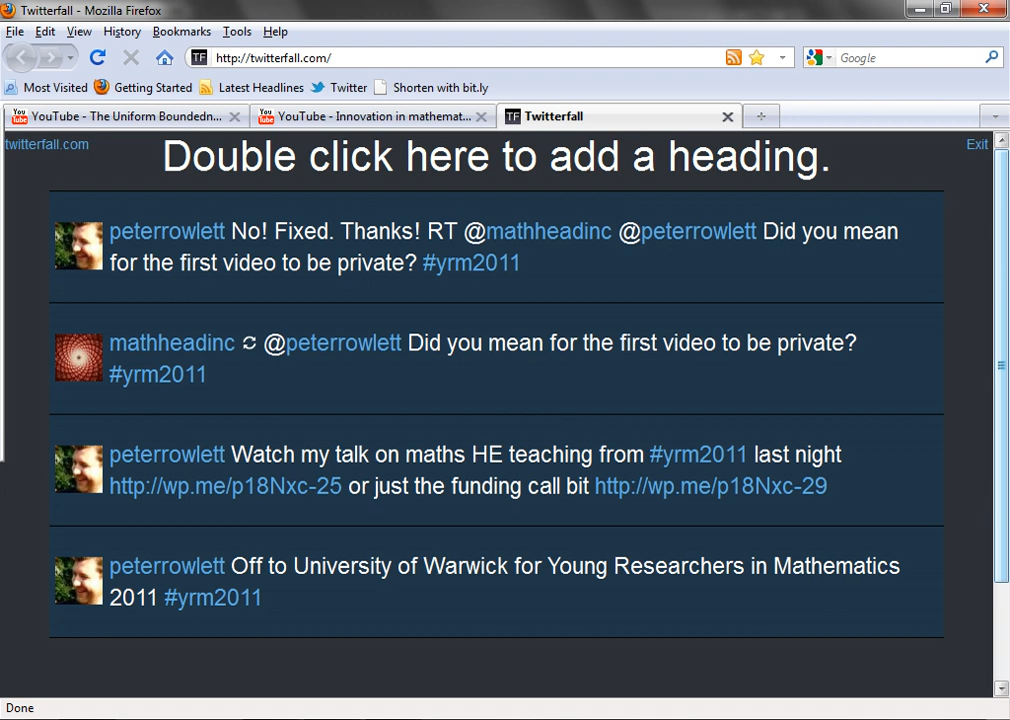 Twitterfall - Mozilla Firefox
File Edit View History Bookmarks Tools Help
TF http://twitterfall.com/ Google
Most Visited Getting Started Latest Headlines Twitter Shorten with bit.ly
You Tube YouTube - The Uniform Boundedn... You Tube YouTube - Innovation in mathemat... TF Twitterfall
twitterfall.com Double click here to add a heading. Exit
peterrowlett No! Fixed. Thanks! RT @mathheadinc @peterrowlett Did you mean
for the first video to be private? #yrm2011
mathheadinc @peterrowlett Did you mean for the first video to be private?
#yrm2011
peterrowlett Watch my talk on maths HE teaching from #yrm2011 last night
http://wp.me/p18Nxc-25 or just the funding call bit http://wp.me/p18Nxc-29
peterrowlett Off to University of Warwick for Young Researchers in Mathematics
2011 #yrm2011
Done